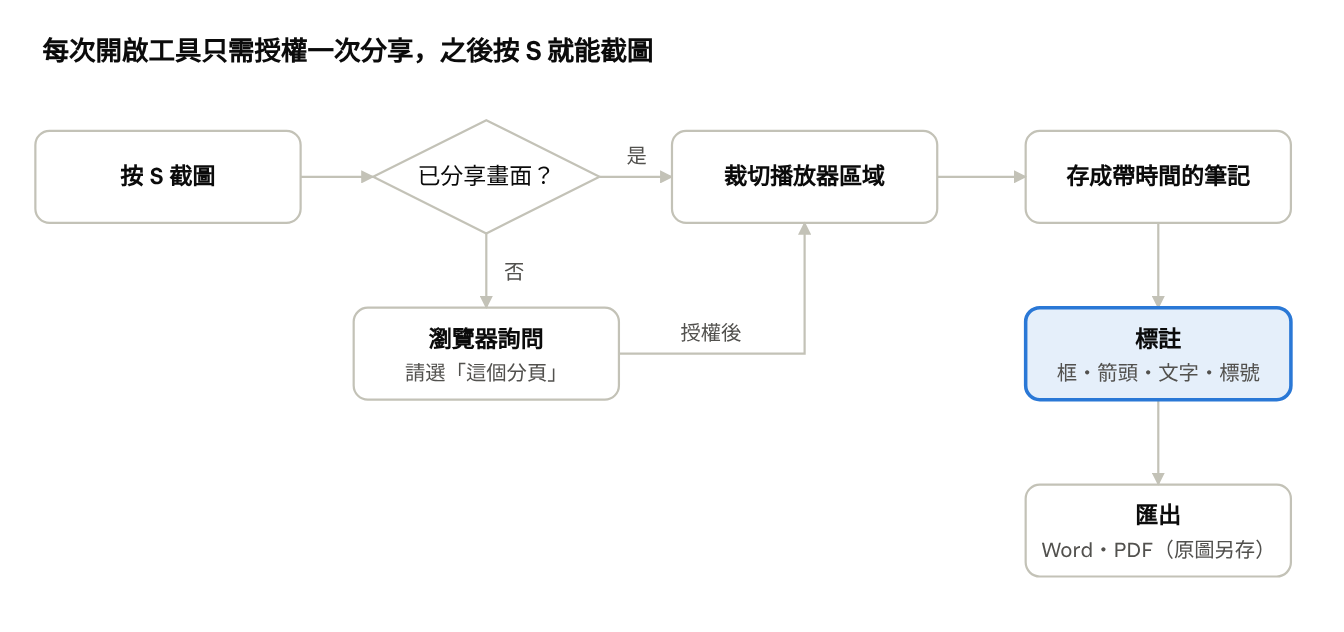 每次開啟工具只需授權一次分享，之後按 S 就能截圖
按 S 截圖
已分享畫面？
是
裁切播放器區域
存成帶時間的筆記
否
瀏覽器詢問
請選「這個分頁」
授權後
標註
框・箭頭・文字・標號
匯出
Word・PDF（原圖另存）